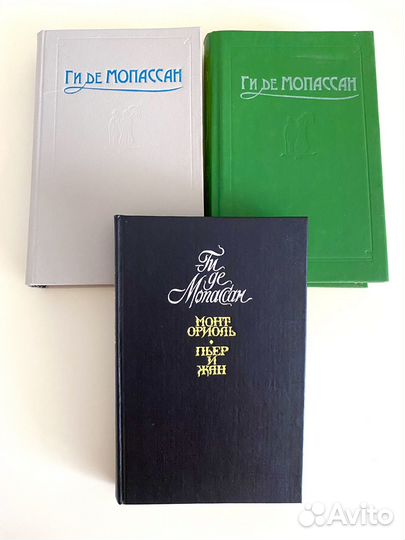 Ги де МОПАССАН
Ги де МОПАССАН
Ги
де
Мопассан
МОНТ-
ОРИОЛЬ
•
ПЬЕР
И
ЖАН
Avito